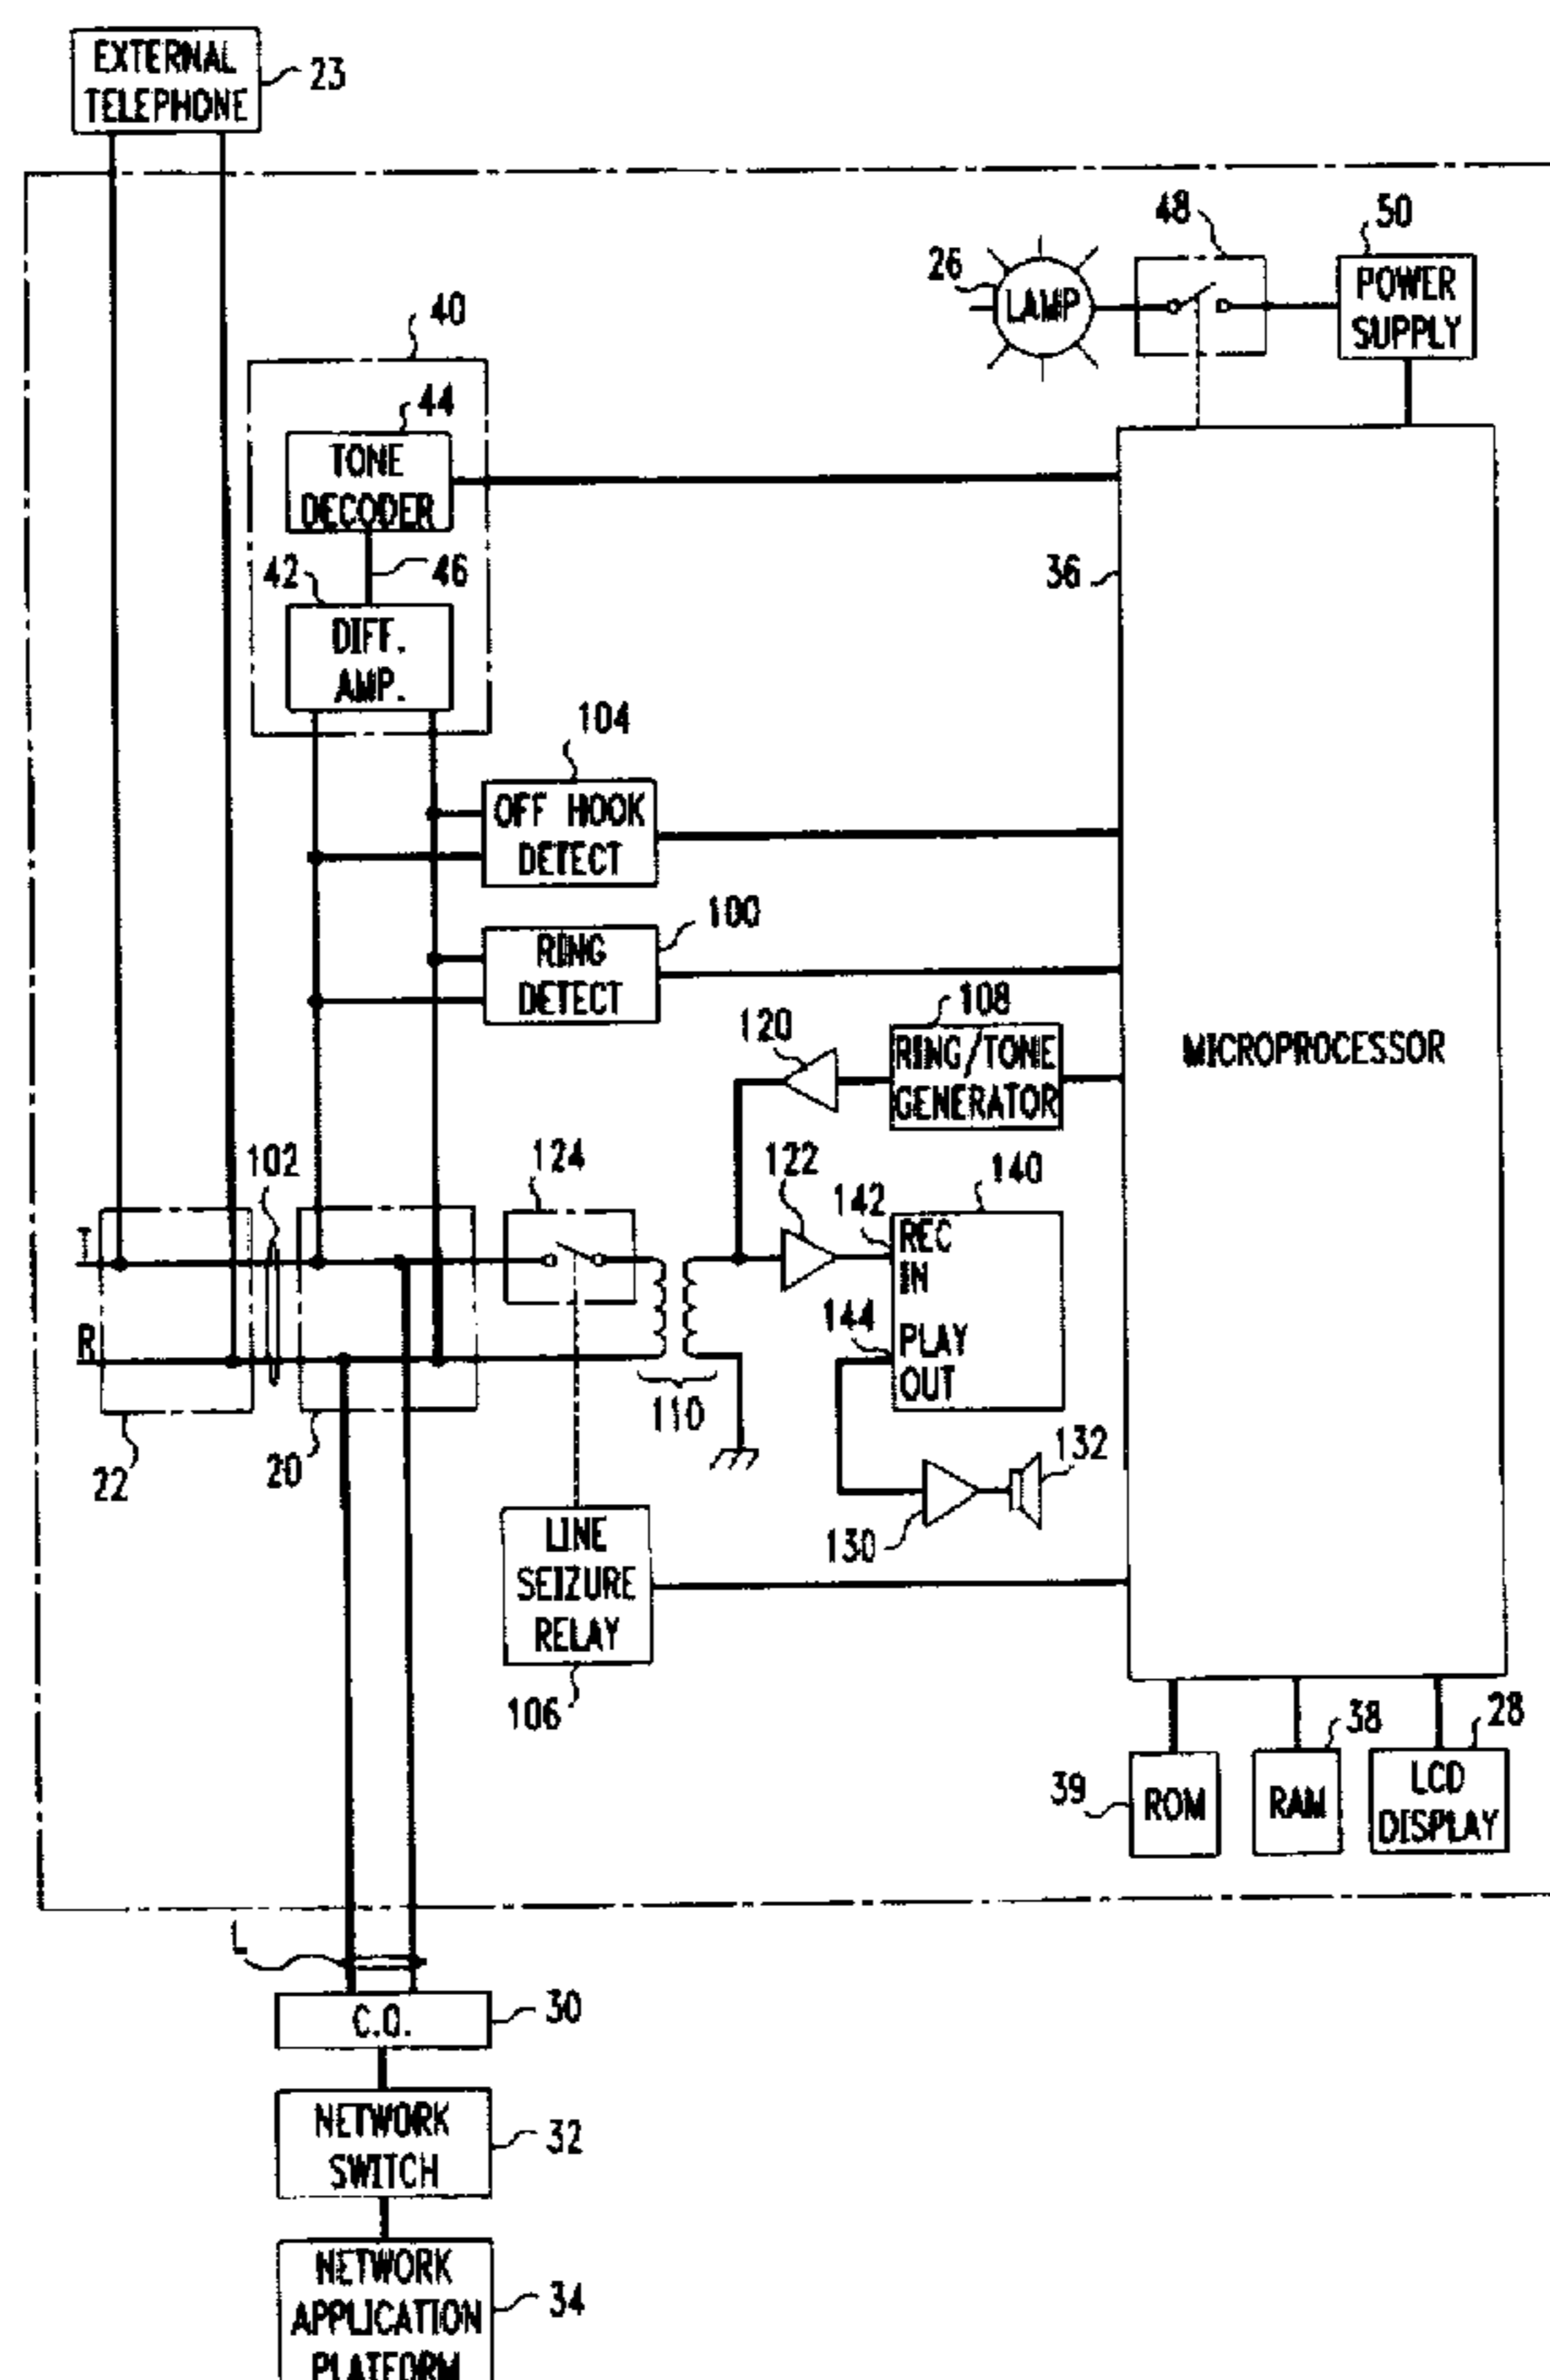 EXTERNAL
TELEPHONE
23
48
50
26
LAMP
POWER
SUPPLY
40
44
TONE
DECODER
42
46
36
DIFF.
AMP.
104
OFF HOOK
DETECT
100
RING
DETECT
108
120
RING/TONE
GENERATOR
MICROPROCESSOR
102
124
122
140
142
T
REC
IN
144
R
PLAY
OUT
110
22
20
132
130
LINE
SEIZURE
RELAY
106
38
28
39
ROM
RAM
LCD
DISPLAY
L
C.O.
30
NETWORK
SWITCH
32
NETWORK
APPLICATION
PLATFORM
34